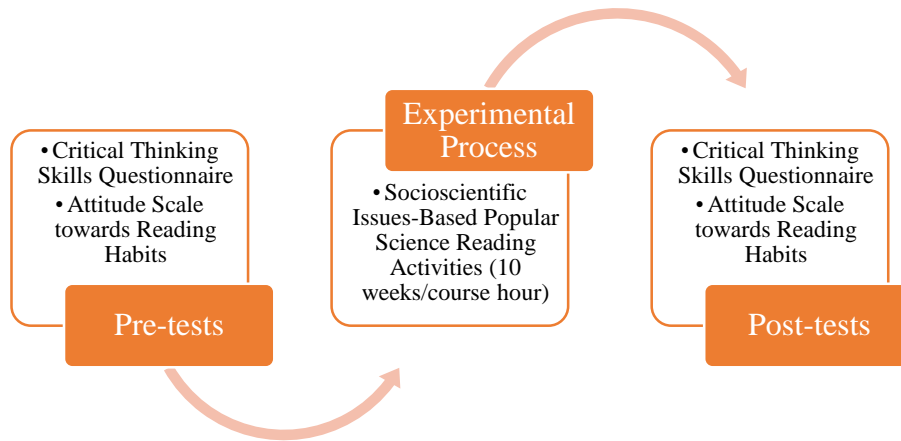 • Critical Thinking
Skills Questionnaire
• Attitude Scale
towards Reading
Habits
Pre-tests
Experimental
Process
• Socioscientific
Issues-Based Popular
Science Reading
Activities (10
weeks/course hour)
• Critical Thinking
Skills Questionnaire
• Attitude Scale
towards Reading
Habits
Post-tests